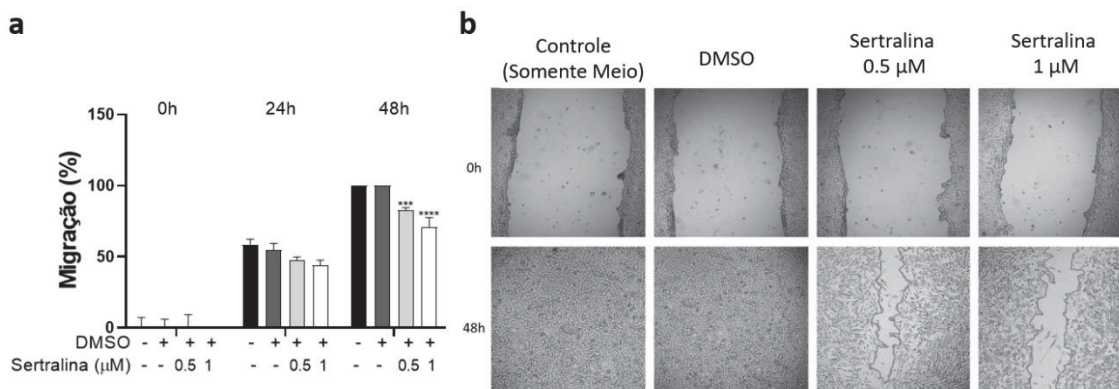 a
0h 24h 48h
Migração (%)
150
100
50
0
*** ****
DMSO - + + + - + + + - + + +
Sertralina (µM) - - 0.5 1 - - 0.5 1 - - 0.5 1
b
Controle
(Somente Meio)
DMSO
Sertralina
0.5 µM
Sertralina
1 µM
0h
48h